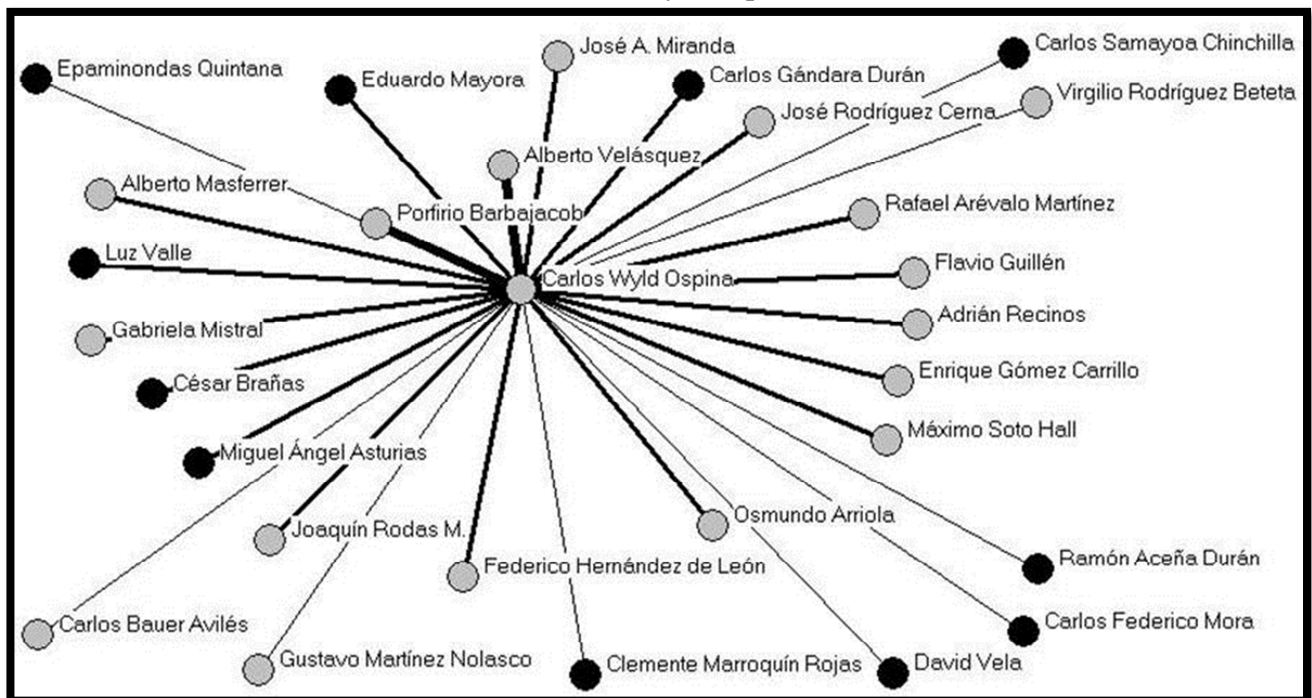 José A. Miranda
Carlos Samayoa Chinchilla
Epaminondas Quintana
Eduardo Mayora
Carlos Gándara Durán
Virgilio Rodríguez Beteta
José Rodríguez Cerna
Alberto Velásquez
Alberto Masferrer
Porfirio Barbajacob
Rafael Arévalo Martínez
Luz Valle
Flavio Guillén
Carlos Wyld Ospina
Gabriela Mistral
Adrián Recinos
César Brañas
Enrique Gómez Carrillo
Máximo Soto Hall
Miguel Ángel Asturias
Osmundo Arriola
Joaquín Rodas M.
Federico Hernández de León
Ramón Aceña Durán
Carlos Bauer Avilés
Carlos Federico Mora
Gustavo Martínez Nolasco
Clemente Marroquín Rojas
David Vela